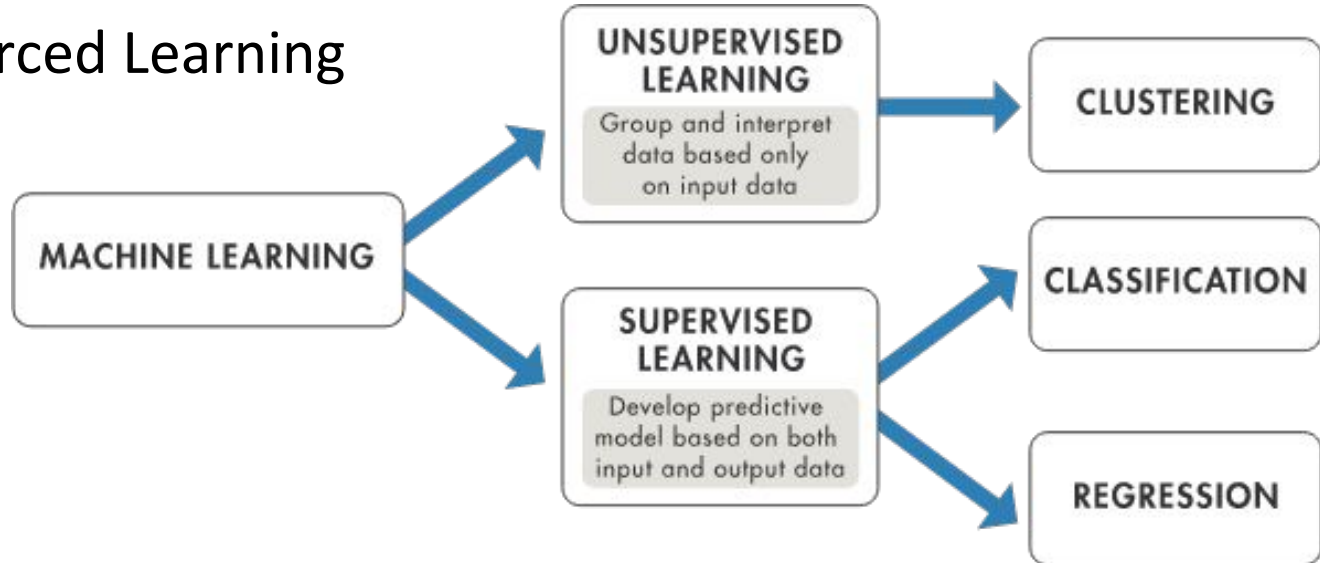 rced Learning
MACHINE LEARNING
UNSUPERVISED
LEARNING
Group and interpret
data based only
on input data
CLUSTERING
SUPERVISED
LEARNING
Develop predictive
model based on both
input and output data
CLASSIFICATION
REGRESSION